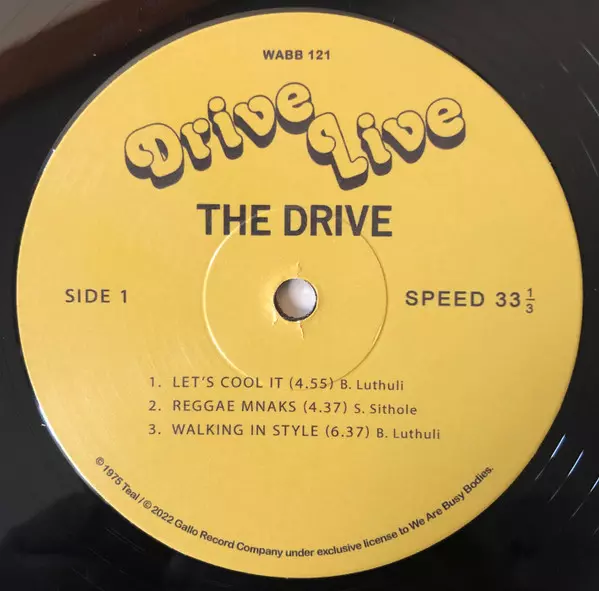 WABB 121
Drive Live
THE DRIVE
SIDE 1
SPEED 33 1/3
1. LET'S COOL IT (4.55) B. Luthuli
2. REGGAE MNAKS (4.37) S. Sithole
3. WALKING IN STYLE (6.37) B. Luthuli
© 1975 Teal / © 2022 Gallo Record Company under exclusive license to We Are Busy Bodies.